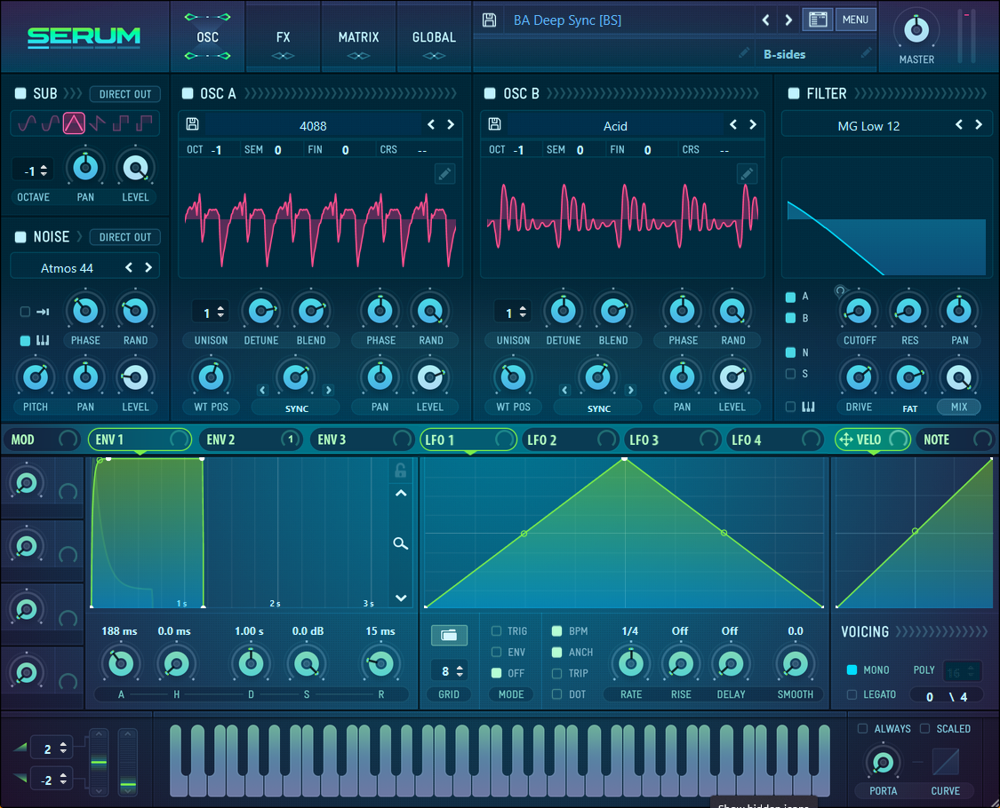 SERUM
OSC
FX
MATRIX
GLOBAL
BA Deep Sync [BS]
MENU
B-sides
MASTER
SUB DIRECT OUT
-1
OCTAVE PAN LEVEL
NOISE DIRECT OUT
Atmos 44
PHASE RAND
PITCH PAN LEVEL
OSC A
4088
OCT -1 SEM 0 FIN 0 CRS --
1
UNISON DETUNE BLEND PHASE RAND
WT POS SYNC PAN LEVEL
OSC B
Acid
OCT -1 SEM 0 FIN 0 CRS --
1
UNISON DETUNE BLEND PHASE RAND
WT POS SYNC PAN LEVEL
FILTER
MG Low 12
A
B
N
S
CUTOFF RES PAN
DRIVE FAT MIX
MOD ENV 1 ENV 2 1 ENV 3 LFO 1 LFO 2 LFO 3 LFO 4 VELO NOTE
1 s 2 s 3 s
188 ms 0.0 ms 1.00 s 0.0 dB 15 ms
A H D S R
8
GRID
TRIG
ENV
OFF
MODE
BPM
ANCH
TRIP
DOT
1/4 Off Off 0.0
RATE RISE DELAY SMOOTH
VOICING
MONO POLY 16
LEGATO 0 \ 4
2
-2
ALWAYS SCALED
PORTA CURVE